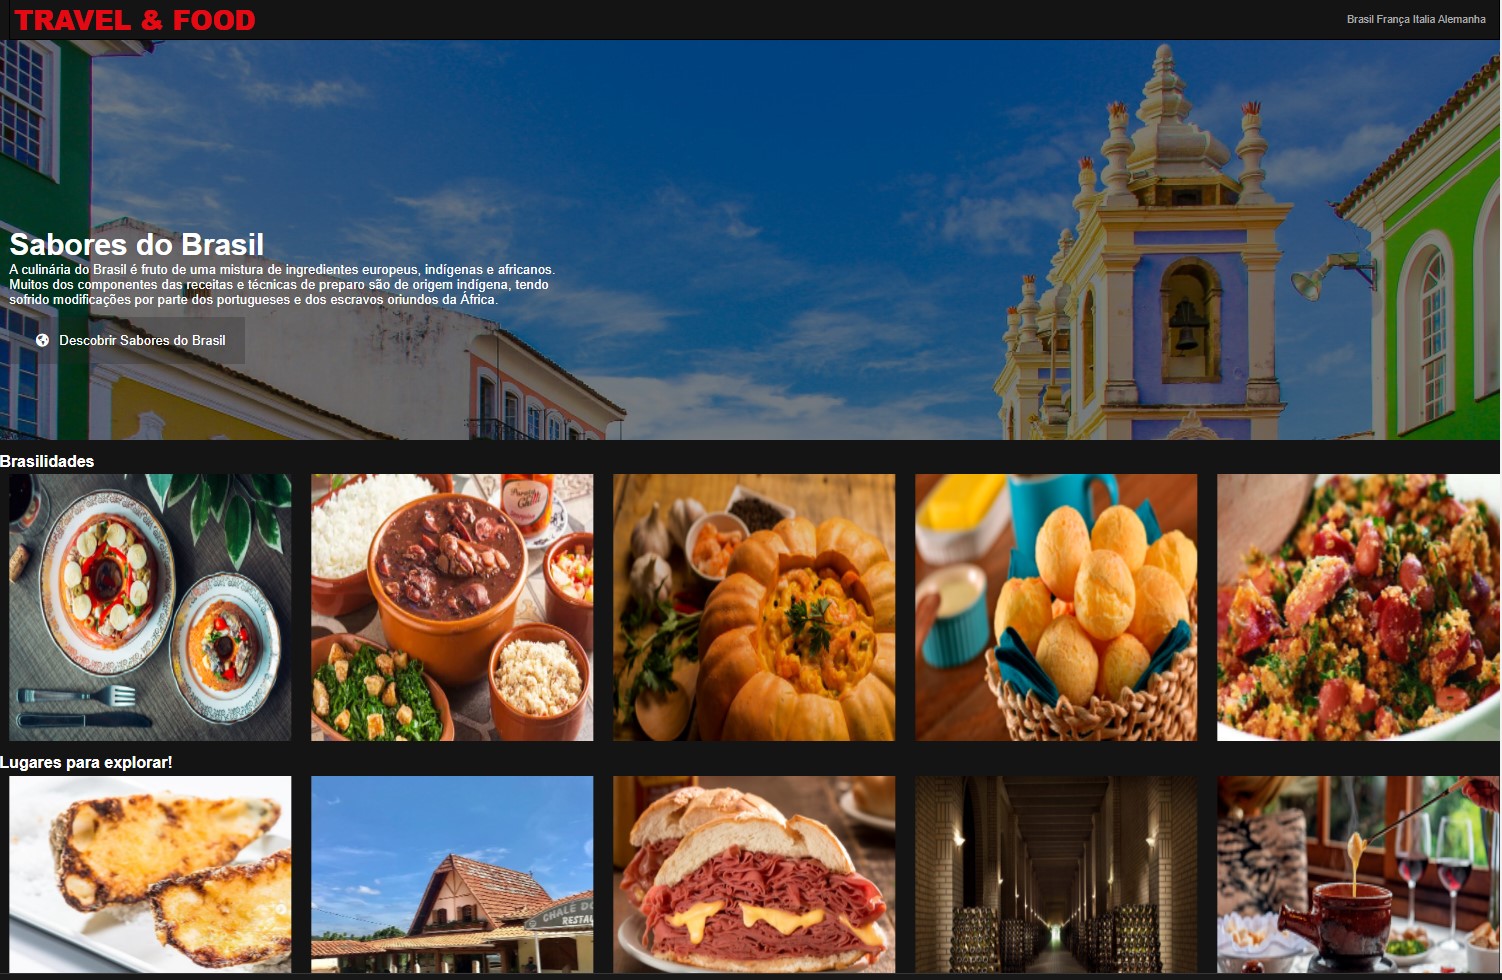 TRAVEL & FOOD
Brasil França Italia Alemanha
Sabores do Brasil
A culinária do Brasil é fruto de uma mistura de ingredientes europeus, indígenas e africanos.
Muitos dos componentes das receitas e técnicas de preparo são de origem indígena, tendo
sofrido modificações por parte dos portugueses e dos escravos oriundos da África.
Descobrir Sabores do Brasil
Brasilidades
Lugares para explorar!
CHALÉ DO
RESTAU